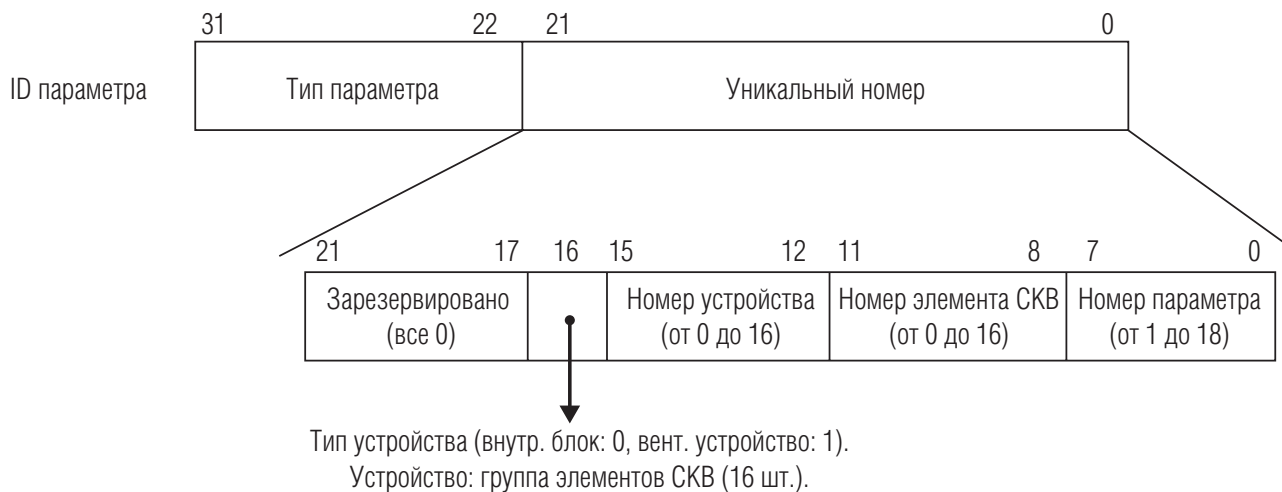 31 22 21 0
ID параметра Тип параметра Уникальный номер
21 17 16 15 12 11 8 7 0
Зарезервировано Номер устройства Номер элемента СКВ Номер параметра
(все 0) (от 0 до 16) (от 0 до 16) (от 1 до 18)
Тип устройства (внутр. блок: 0, вент. устройство: 1).
Устройство: группа элементов СКВ (16 шт.).